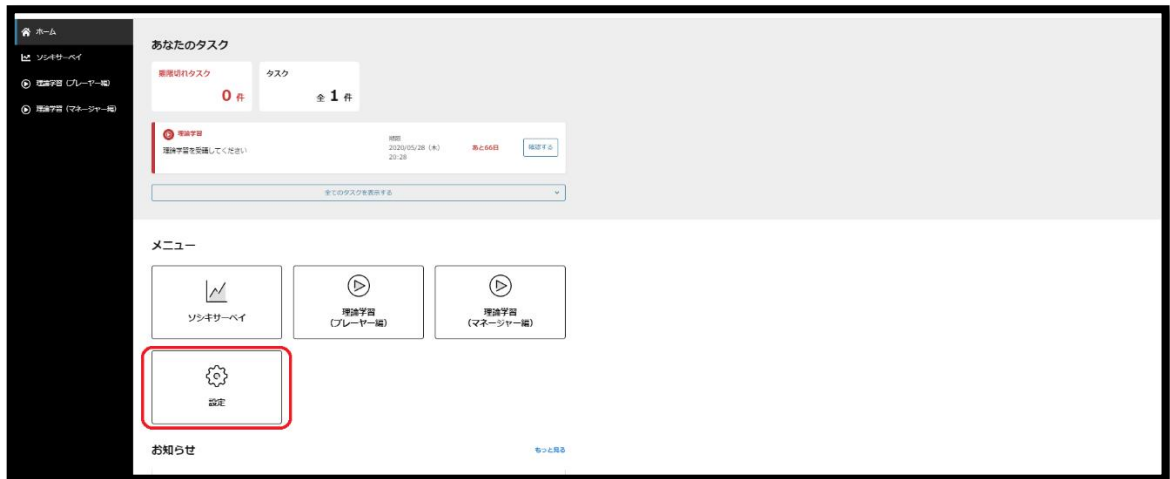 ホーム
ソシキサーベイ
理論学習（プレーヤー編）
理論学習（マネージャー編）
あなたのタスク
期限切れタスク
0 件
タスク
全 1 件
理論学習
理論学習を受講してください
期限
2020/05/28（木）
20:28
あと66日
確認する
全てのタスクを表示する
メニュー
ソシキサーベイ
理論学習
（プレーヤー編）
理論学習
（マネージャー編）
設定
お知らせ
もっと見る